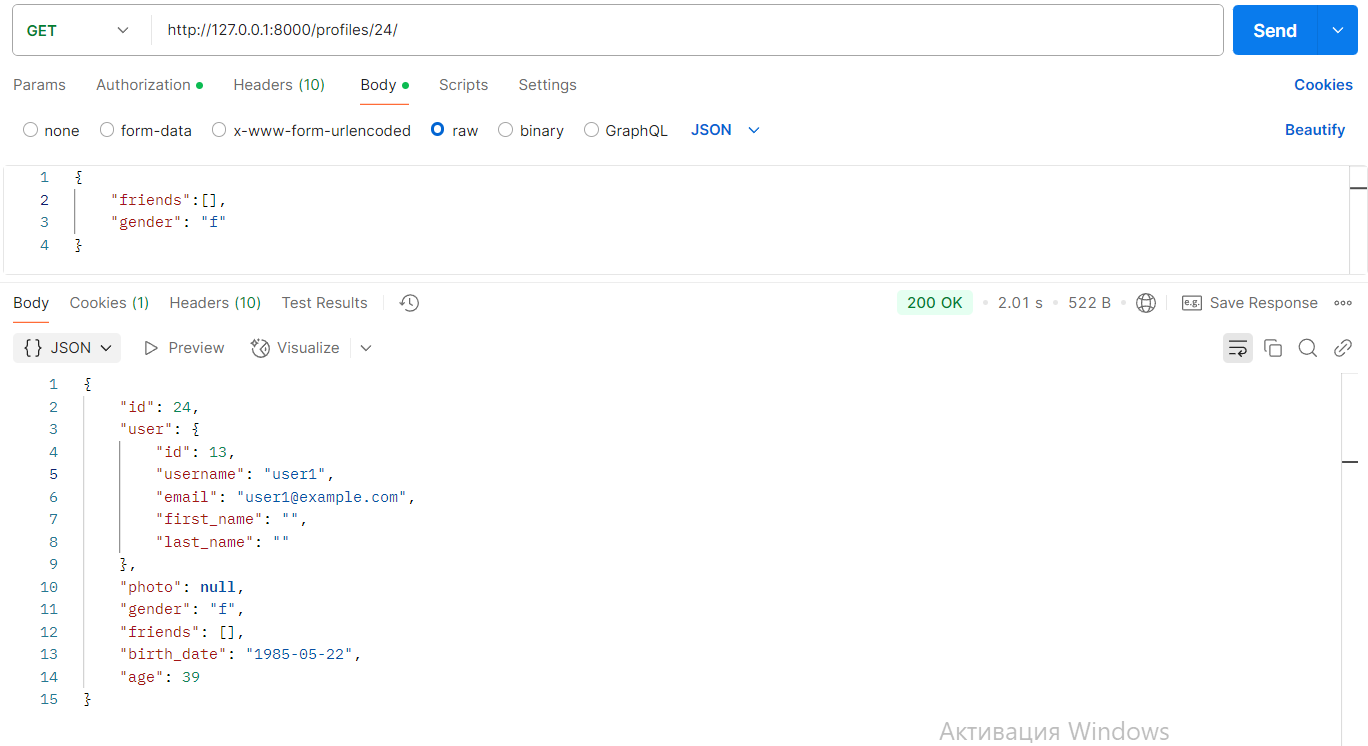 GET http://127.0.0.1:8000/profiles/24/ Send
Params Authorization Headers (10) Body Scripts Settings Cookies
none form-data x-www-form-urlencoded raw binary GraphQL JSON Beautify
1 {
2 "friends":[],
3 "gender": "f"
4 }
Body Cookies (1) Headers (10) Test Results 200 OK 2.01 s 522 B e.g. Save Response
{} JSON Preview Visualize
1 {
2 "id": 24,
3 "user": {
4 "id": 13,
5 "username": "user1",
6 "email": "user1@example.com",
7 "first_name": "",
8 "last_name": ""
9 },
10 "photo": null,
11 "gender": "f",
12 "friends": [],
13 "birth_date": "1985-05-22",
14 "age": 39
15 }
Активация Windows